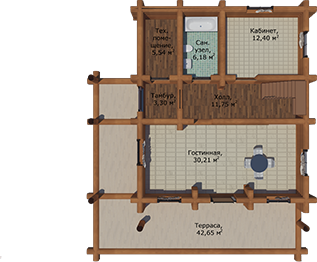 Тех.
поме-
щение,
5,54 м²
Сан.
узел,
6,18 м²
Кабинет,
12,40 м²
Тамбур,
3,30 м²
Холл,
11,75 м²
Гостинная,
30,21 м²
Терраса,
42,65 м²